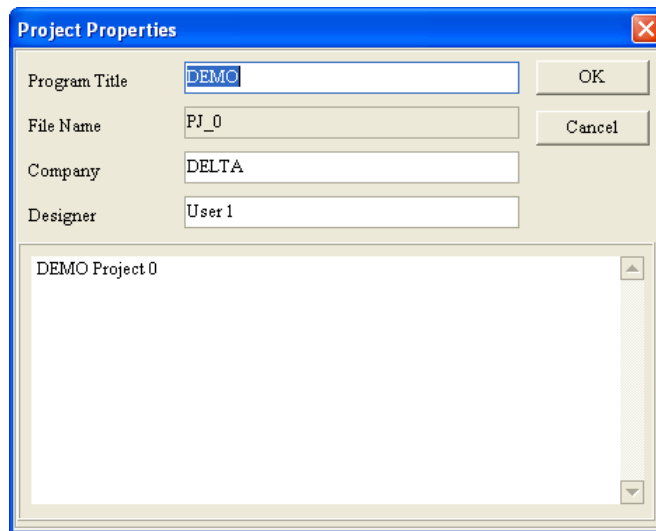 Project Properties
Program Title DEMO OK
File Name PJ_0 Cancel
Company DELTA
Designer User 1
DEMO Project 0